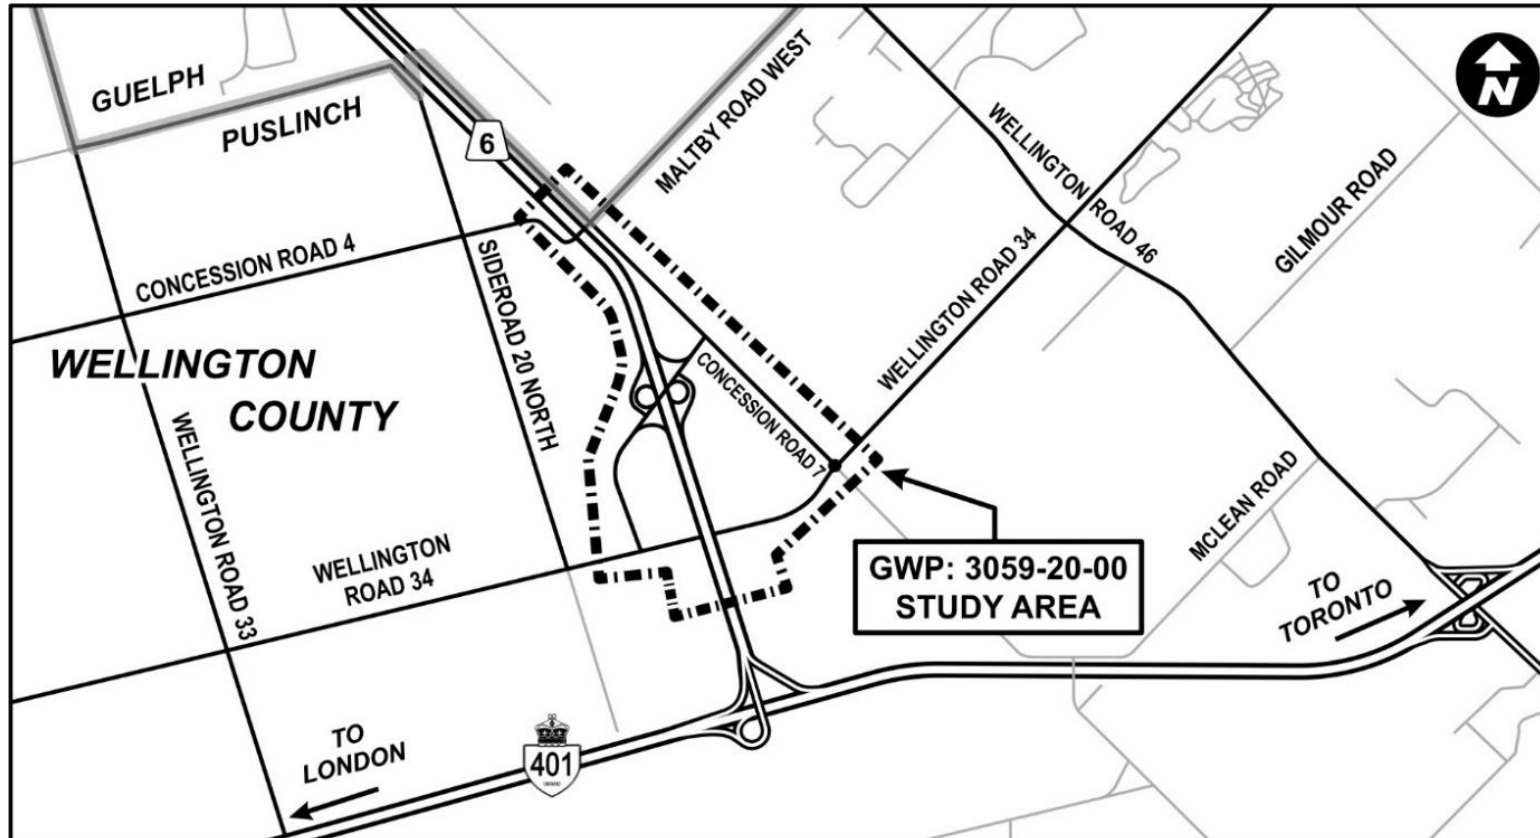 GUELPH
PUSLINCH
6
MALTBY ROAD WEST
N
WELLINGTON ROAD 46
GILMOUR ROAD
CONCESSION ROAD 4
SIDEROAD 20 NORTH
WELLINGTON ROAD 34
WELLINGTON
COUNTY
CONCESSION ROAD 7
WELLINGTON ROAD 33
WELLINGTON
ROAD 34
MCLEAN ROAD
GWP: 3059-20-00
STUDY AREA
TO
TORONTO
TO
LONDON
401
ONTARIO